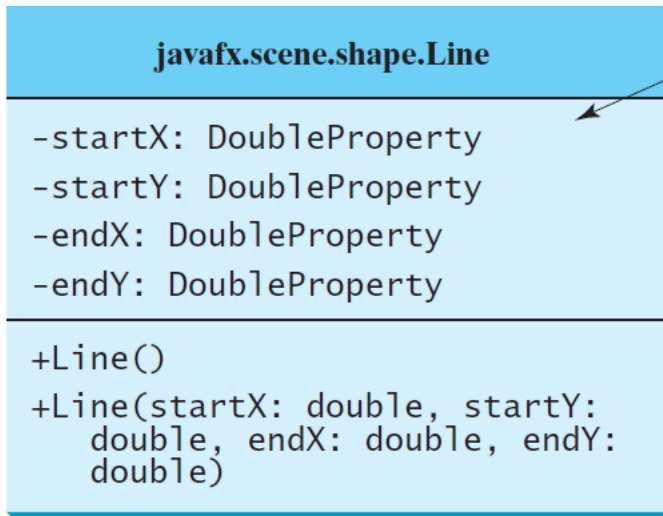 javafx.scene.shape.Line
-startX: DoubleProperty
-startY: DoubleProperty
-endX: DoubleProperty
-endY: DoubleProperty
+Line()
+Line(startX: double, startY:
double, endX: double, endY:
double)